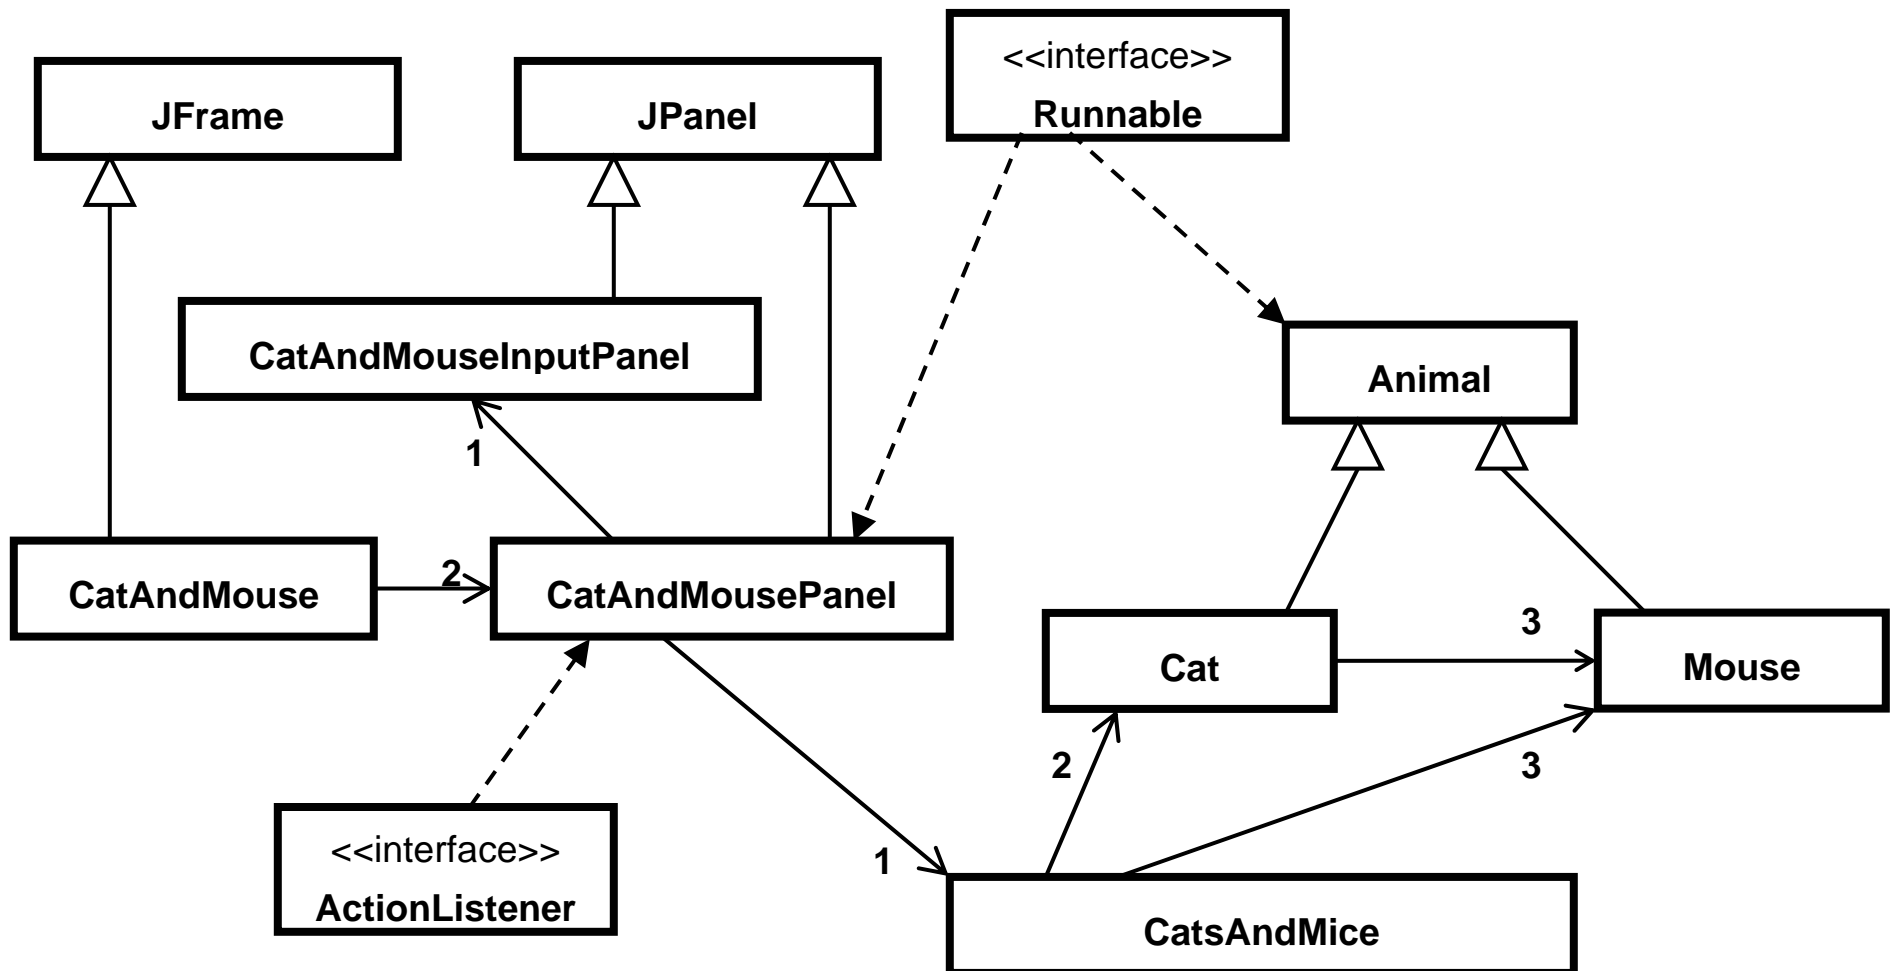 <<interface>>
Runnable
JFrame
JPanel
CatAndMouseInputPanel
Animal
1
CatAndMouse
2
CatAndMousePanel
3
Cat
Mouse
2
3
<<interface>>
ActionListener
1
CatsAndMice